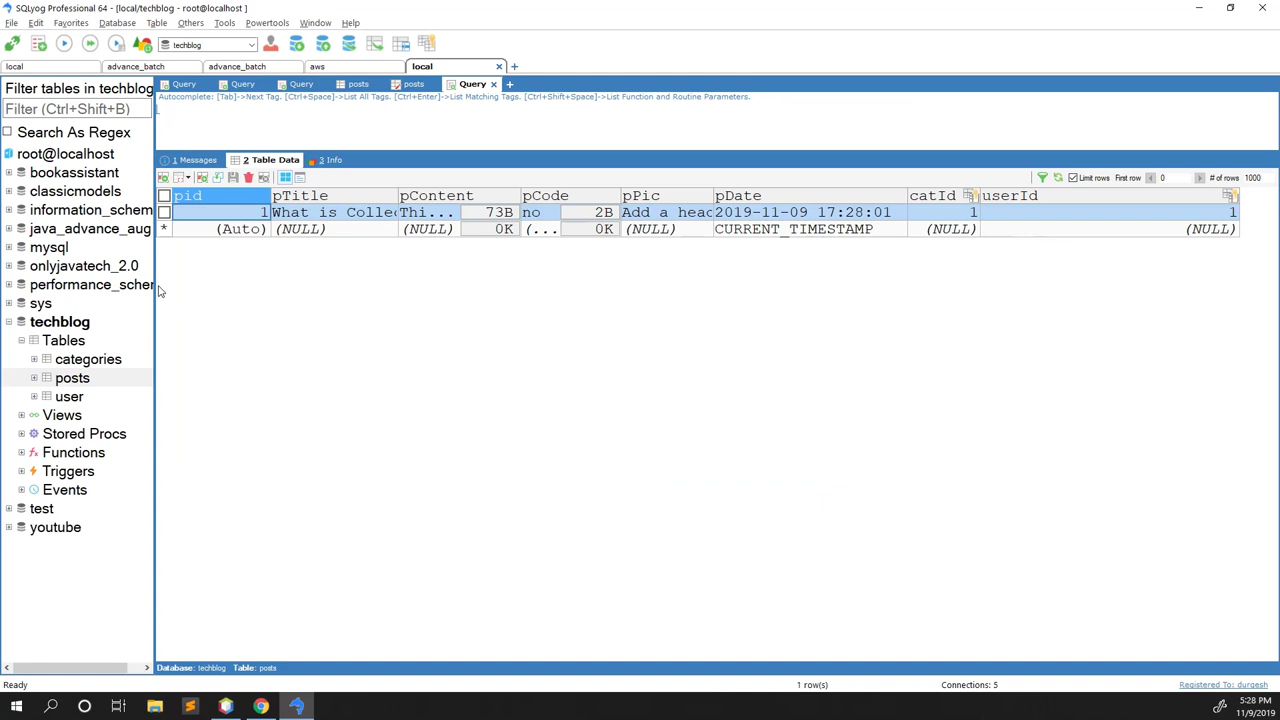 SQLyog Professional 64 - [local/techblog - root@localhost ]
File Edit Favorites Database Table Others Tools Powertools Window Help
techblog
local advance_batch advance_batch aws local
Filter tables in techblog
Filter (Ctrl+Shift+B)
Search As Regex
root@localhost
bookassistant
classicmodels
information_schem
java_advance_aug
mysql
onlyjavatech_2.0
performance_scher
sys
techblog
Tables
categories
posts
user
Views
Stored Procs
Functions
Triggers
Events
test
youtube
Query Query Query posts posts Query
Autocomplete: [Tab]->Next Tag. [Ctrl+Space]->List All Tags. [Ctrl+Enter]->List Matching Tags. [Ctrl+Shift+Space]->List Function and Routine Parameters.
1 Messages 2 Table Data 3 Info
Limit rows First row 0 # of rows 1000
pid pTitle pContent pCode pPic pDate catId userId
1 What is Colle Thi... 73B no 2B Add a head 2019-11-09 17:28:01 1 1
* (Auto) (NULL) (NULL) 0K (... 0K (NULL) CURRENT_TIMESTAMP (NULL) (NULL)
Database: techblog Table: posts
Ready 1 row(s) Connections: 5 Registered To: durgesh
5:28 PM
11/9/2019